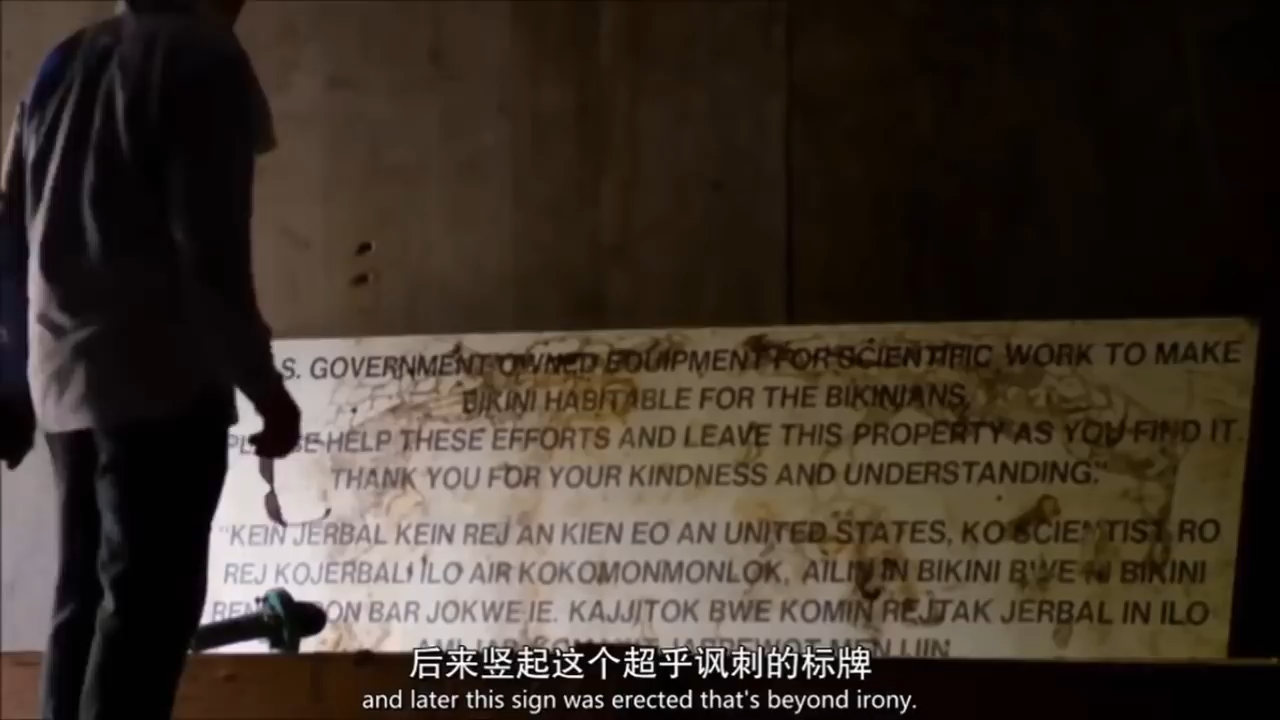 S. GOVERNMENT OWNED EQUIPMENT FOR SCIENTIFIC WORK TO MAKE
BIKINI HABITABLE FOR THE BIKINIANS,
HELP THESE EFFORTS AND LEAVE THIS PROPERTY AS YOU FIND IT.
THANK YOU FOR YOUR KINDNESS AND UNDERSTANDING."
"KEIN JERBAL KEIN REJ AN KIEN EO AN UNITED STATES, KO SCIENTIST RO
REJ KOJERBALI ILO AIR KOKOMONMONLOK, AILIN IN BIKINI BWE RI BIKINI
BAR JOKWE IE. KAJJITOK BWE KOMIN REJTAK JERBAL IN ILO
后来竖起这个超乎讽刺的标牌
and later this sign was erected that's beyond irony.